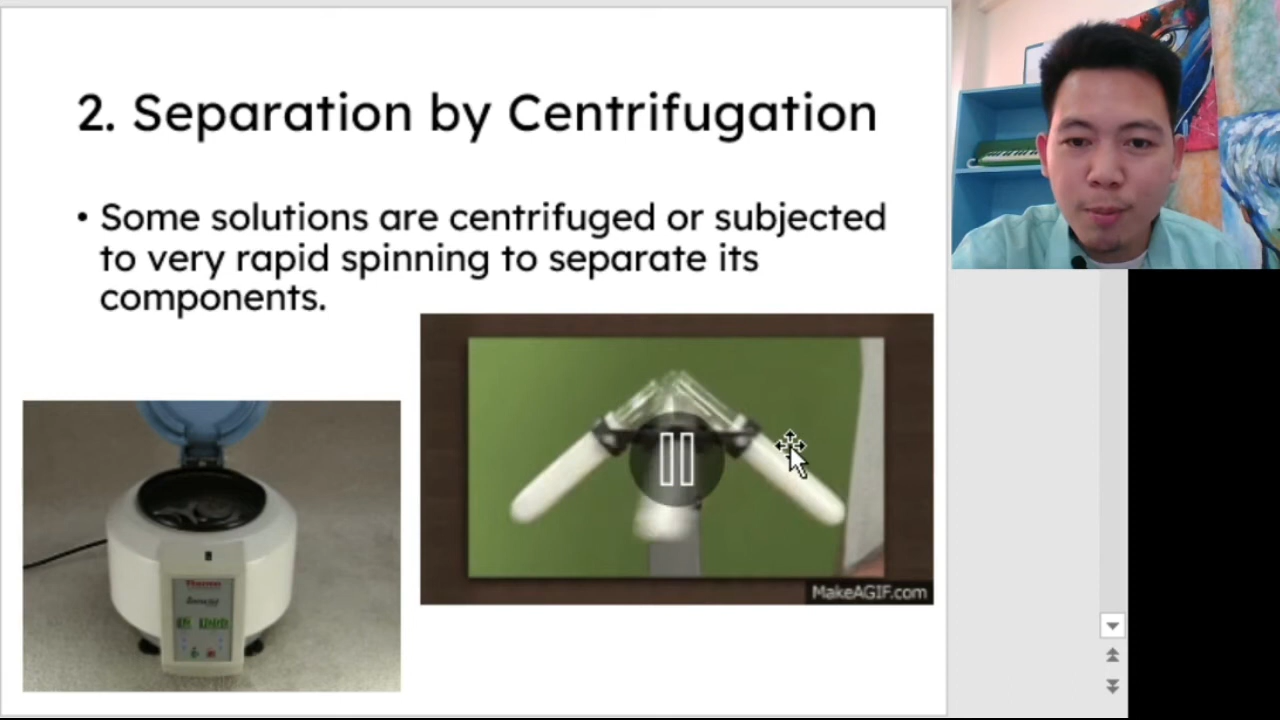 2. Separation by Centrifugation
• Some solutions are centrifuged or subjected
to very rapid spinning to separate its
components.
Thermo
MakeAGIF.com